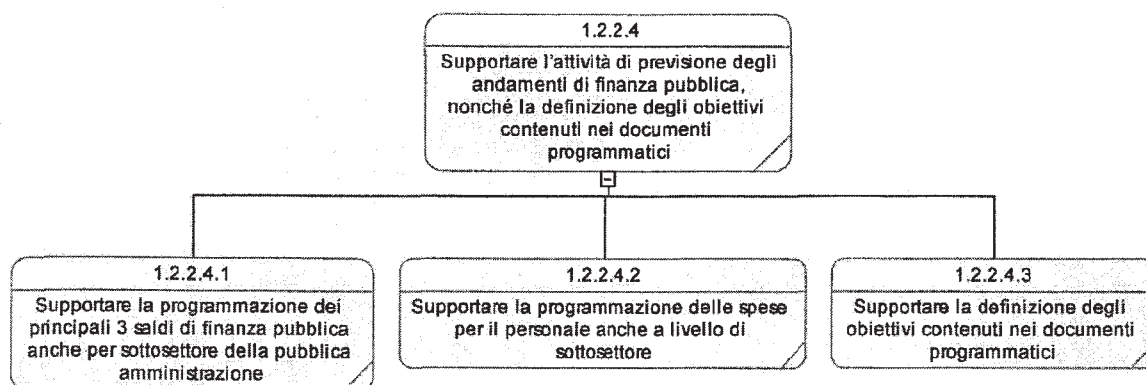 1.2.2.4
Supportare l'attività di previsione degli
andamenti di finanza pubblica,
nonché la definizione degli obiettivi
contenuti nei documenti
programmatici
1.2.2.4.1
Supportare la programmazione dei
principali 3 saldi di finanza pubblica
anche per sottosettore della pubblica
amministrazione
1.2.2.4.2
Supportare la programmazione delle spese
per il personale anche a livello di
sottosettore
1.2.2.4.3
Supportare la definizione degli
obiettivi contenuti nei documenti
programmatici